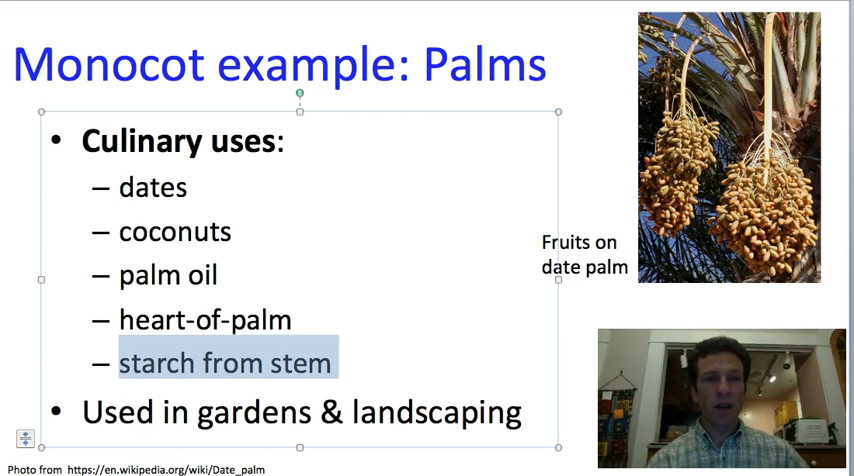 Monocot example: Palms
• Culinary uses:
– dates
– coconuts
– palm oil
– heart-of-palm
– starch from stem
• Used in gardens & landscaping
Fruits on
date palm
Photo from https://en.wikipedia.org/wiki/Date_palm